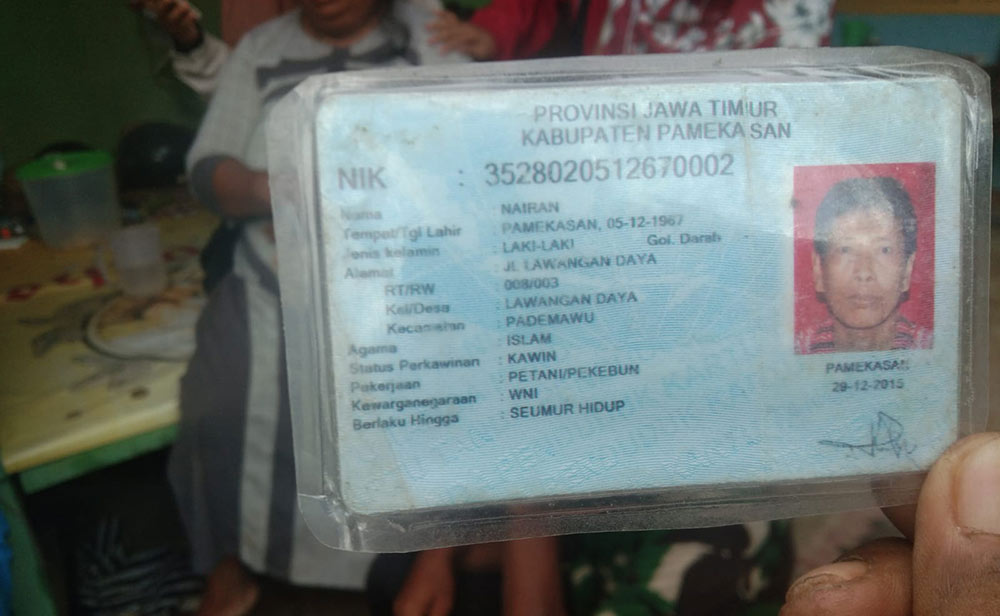 PROVINSI JAWA TIMUR
KABUPATEN PAMEKASAN
NIK : 3528020512670002
Nama : NAIRAN
Tempat/Tgl Lahir : PAMEKASAN, 05-12-1967
Jenis kelamin : LAKI-LAKI Gol. Darah
Alamat : JL LAWANGAN DAYA
RT/RW : 008/003
Kel/Desa : LAWANGAN DAYA
Kecamatan : PADEMAWU
Agama : ISLAM
Status Perkawinan : KAWIN
Pekerjaan : PETANI/PEKEBUN
Kewarganegaraan : WNI
Berlaku Hingga : SEUMUR HIDUP
PAMEKASAN
29-12-2015